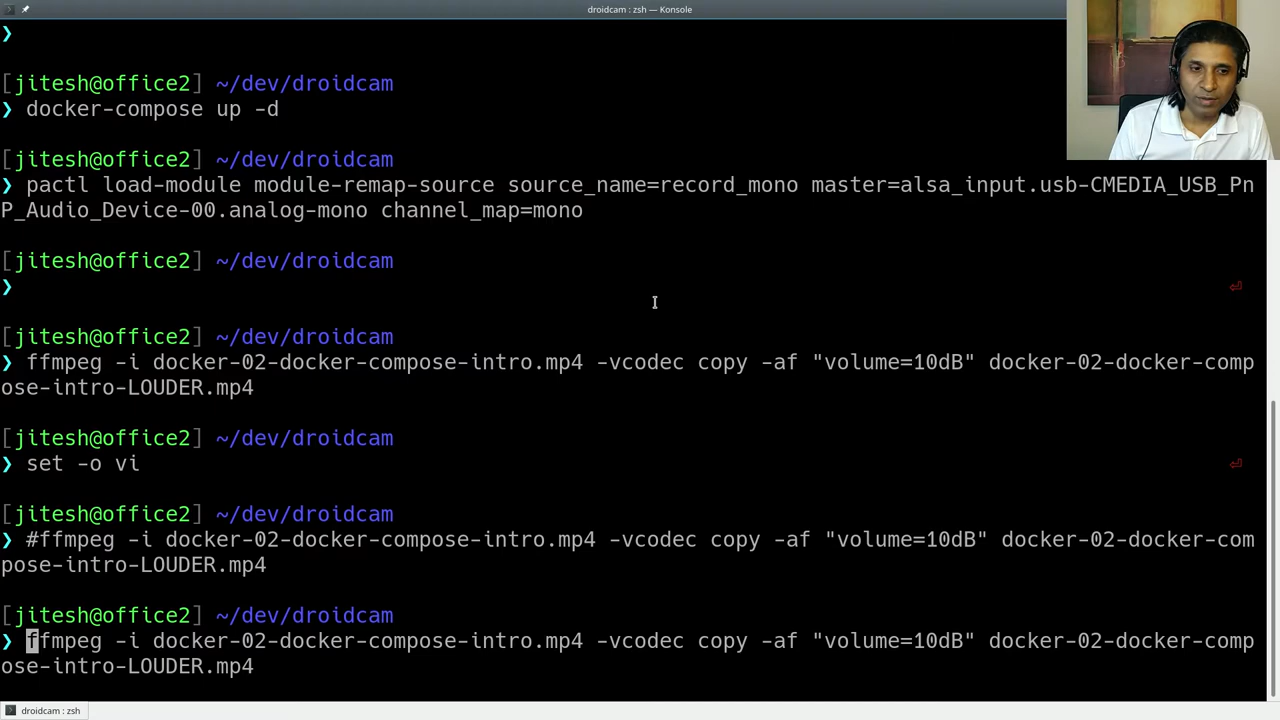 droidcam : zsh — Konsole
❯
[jitesh@office2] ~/dev/droidcam
❯ docker-compose up -d
[jitesh@office2] ~/dev/droidcam
❯ pactl load-module module-remap-source source_name=record_mono master=alsa_input.usb-CMEDIA_USB_Pn
P_Audio_Device-00.analog-mono channel_map=mono
[jitesh@office2] ~/dev/droidcam
❯
[jitesh@office2] ~/dev/droidcam
❯ ffmpeg -i docker-02-docker-compose-intro.mp4 -vcodec copy -af "volume=10dB" docker-02-docker-comp
ose-intro-LOUDER.mp4
[jitesh@office2] ~/dev/droidcam
❯ set -o vi
[jitesh@office2] ~/dev/droidcam
❯ #ffmpeg -i docker-02-docker-compose-intro.mp4 -vcodec copy -af "volume=10dB" docker-02-docker-com
pose-intro-LOUDER.mp4
[jitesh@office2] ~/dev/droidcam
❯ ffmpeg -i docker-02-docker-compose-intro.mp4 -vcodec copy -af "volume=10dB" docker-02-docker-comp
ose-intro-LOUDER.mp4
droidcam : zsh